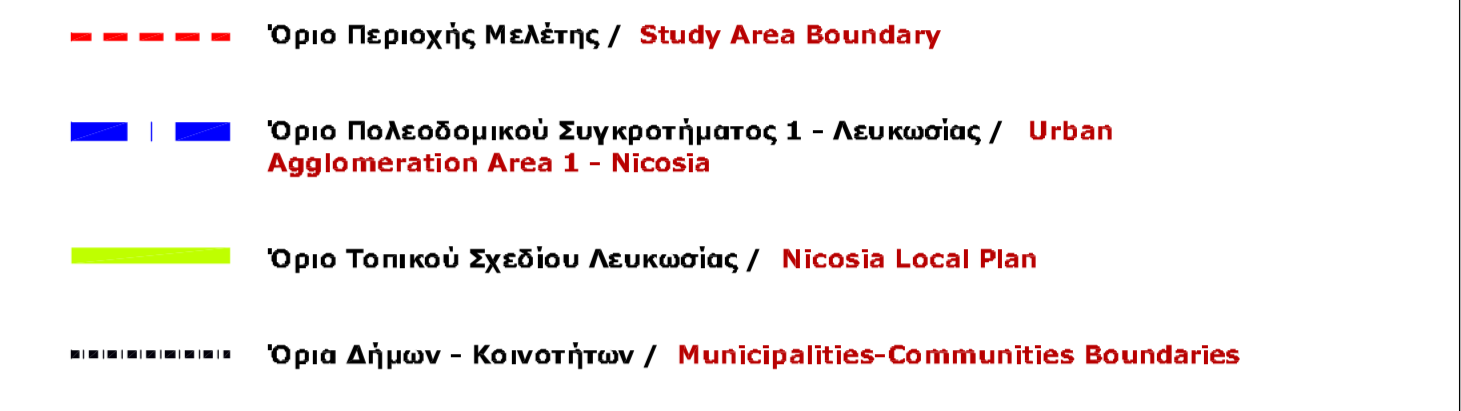 Όριο Περιοχής Μελέτης / Study Area Boundary
Όριο Πολεοδομικού Συγκροτήματος 1 - Λευκωσίας / Urban
Agglomeration Area 1 - Nicosia
Όριο Τοπικού Σχεδίου Λευκωσίας / Nicosia Local Plan
Όρια Δήμων - Κοινοτήτων / Municipalities-Communities Boundaries